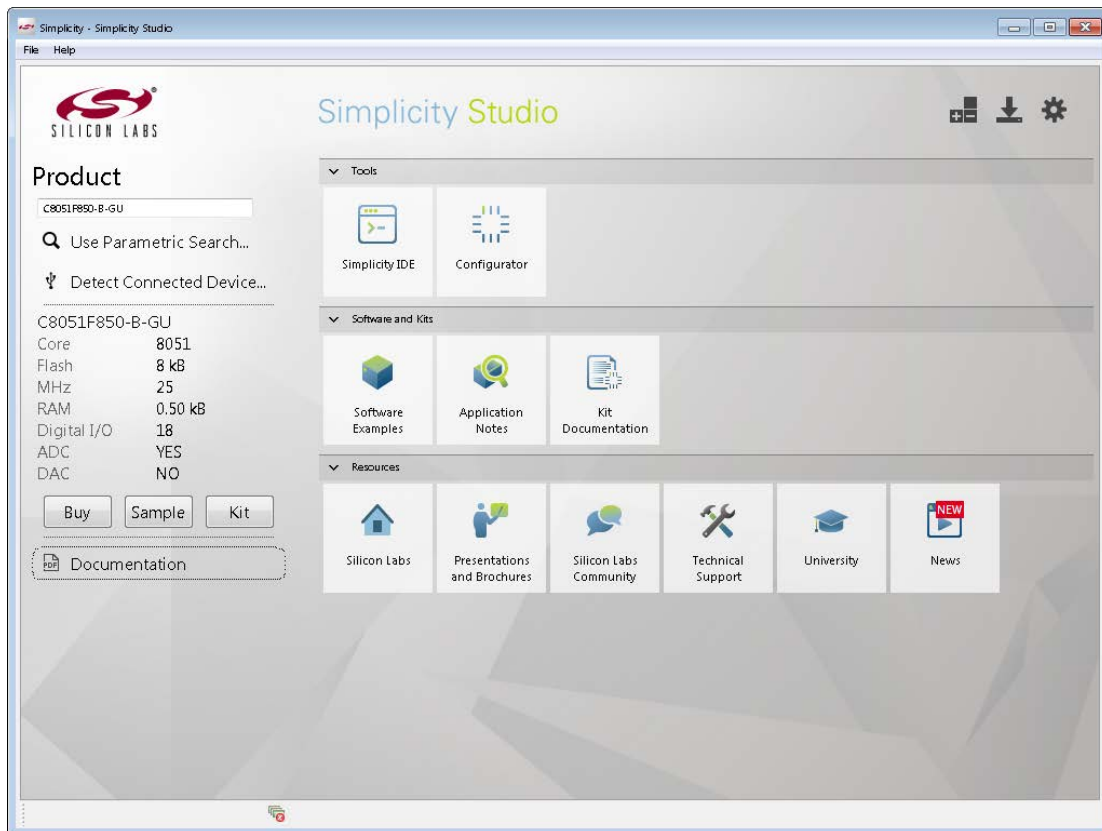 Simplicity - Simplicity Studio
File Help
SILICON LABS
Simplicity Studio
Product
C8051F850-B-GU
Use Parametric Search...
Detect Connected Device...
C8051F850-B-GU
Core 8051
Flash 8 kB
MHz 25
RAM 0.50 kB
Digital I/O 18
ADC YES
DAC NO
Buy Sample Kit
PDF Documentation
Tools
Simplicity IDE
Configurator
Software and Kits
Software
Examples
Application
Notes
Kit
Documentation
Resources
Silicon Labs
Presentations
and Brochures
Silicon Labs
Community
Technical
Support
University
NEW
News